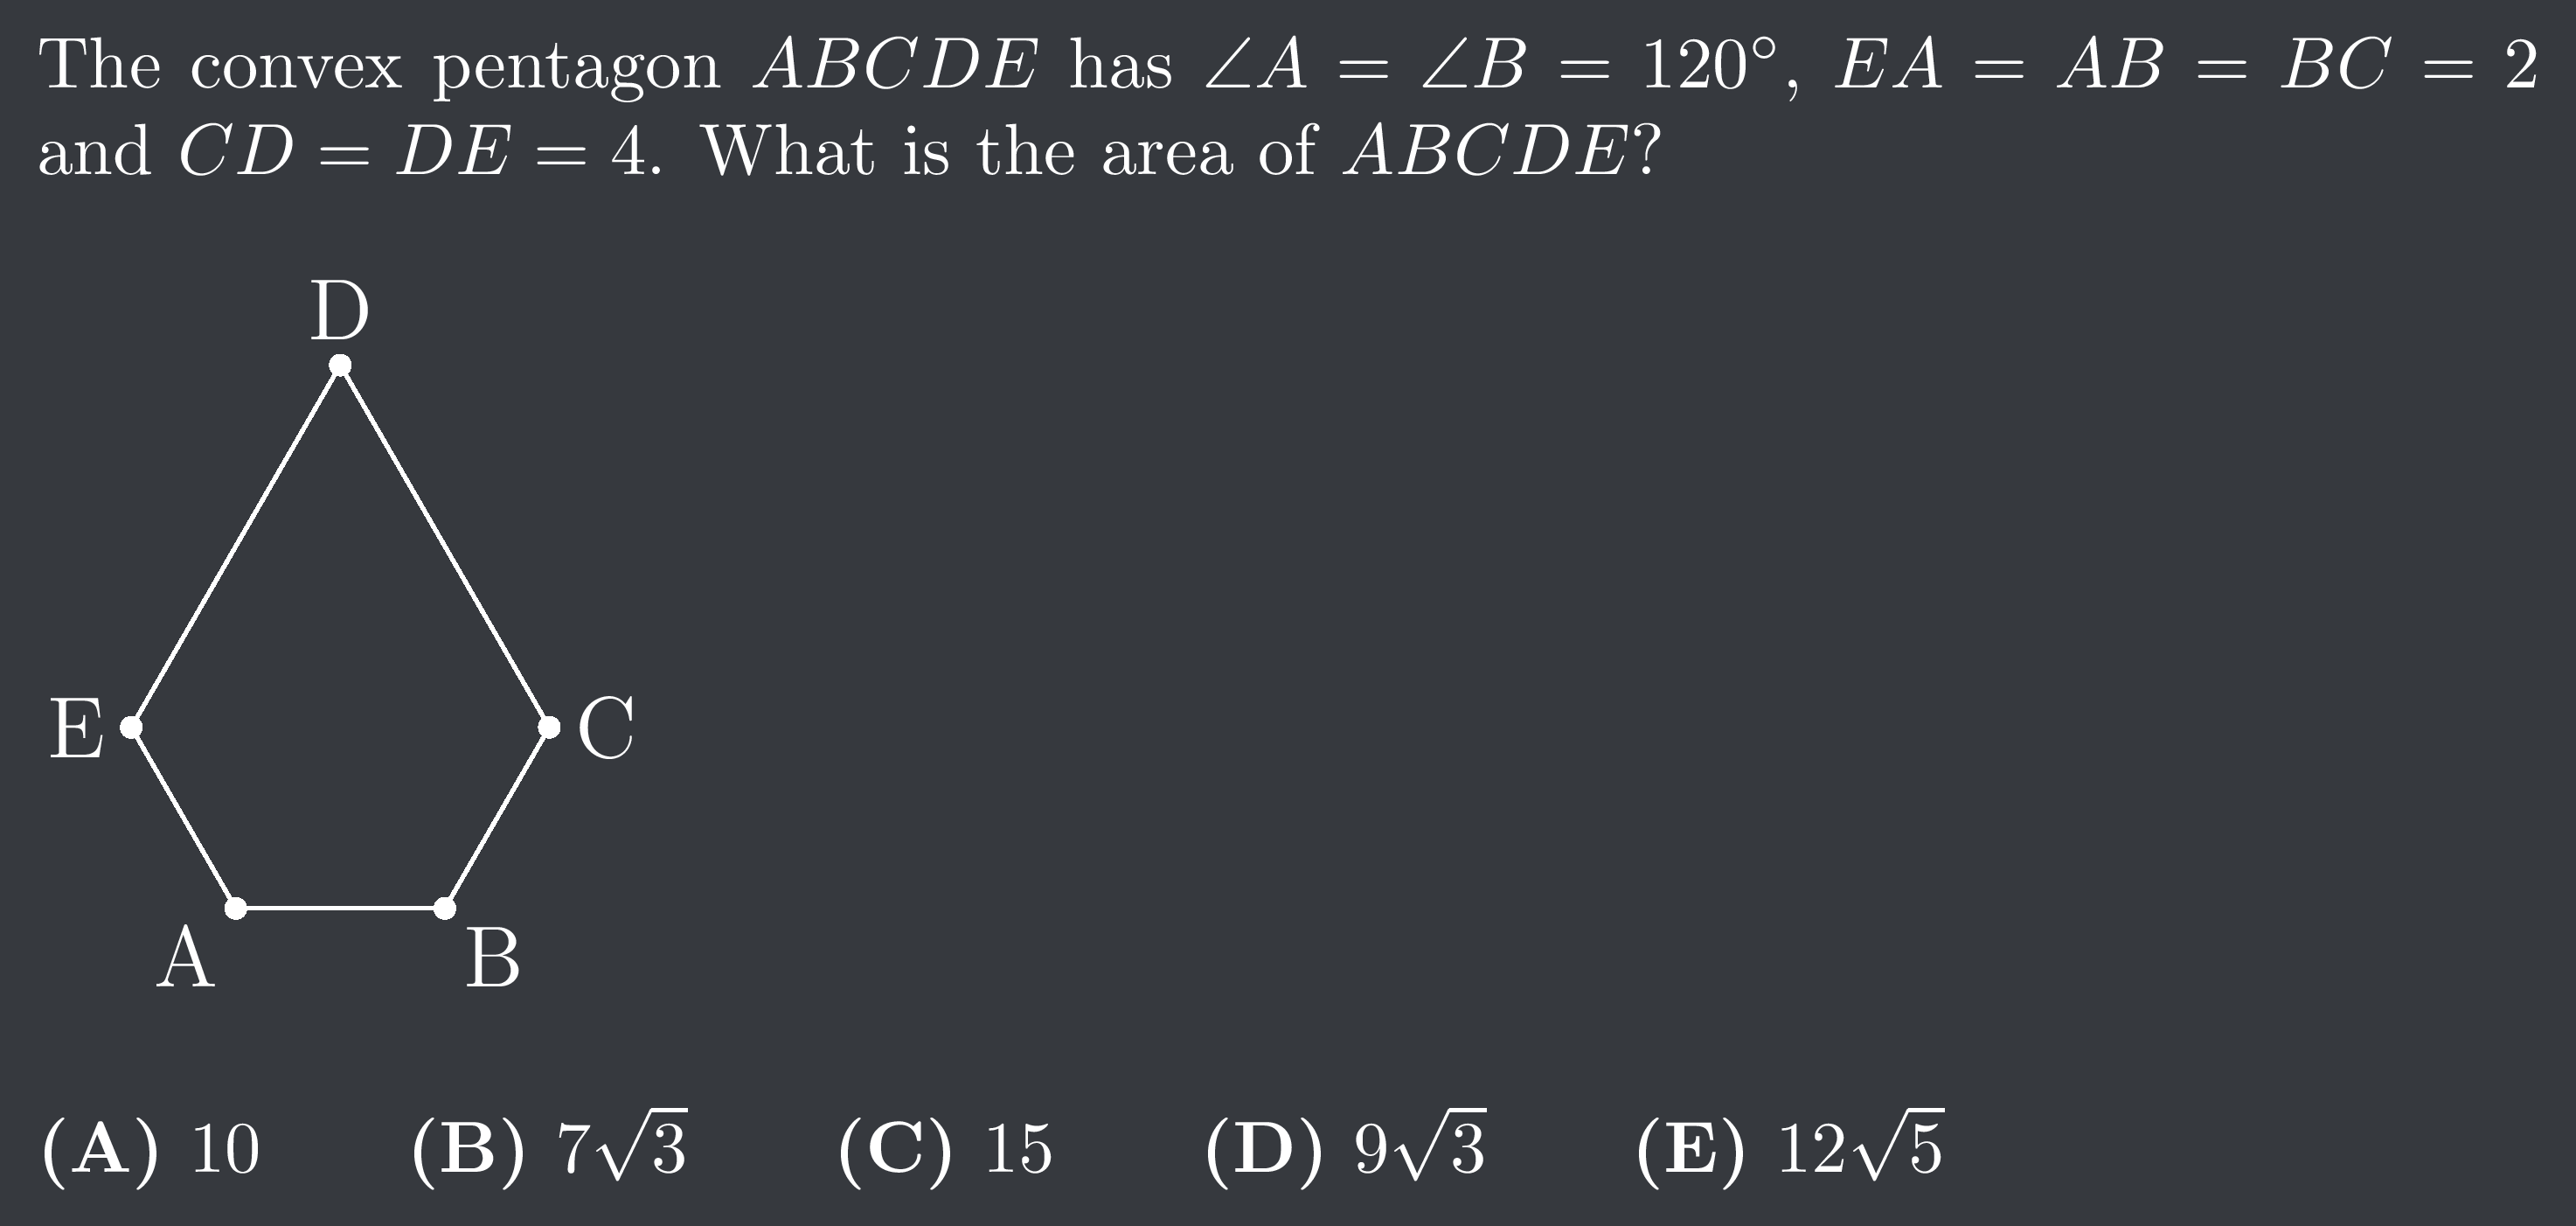 The convex pentagon ABCDE has ∠A = ∠B = 120°, EA = AB = BC = 2
and CD = DE = 4. What is the area of ABCDE?
D
E
C
A
B
(A) 10 (B) 7√3 (C) 15 (D) 9√3 (E) 12√5